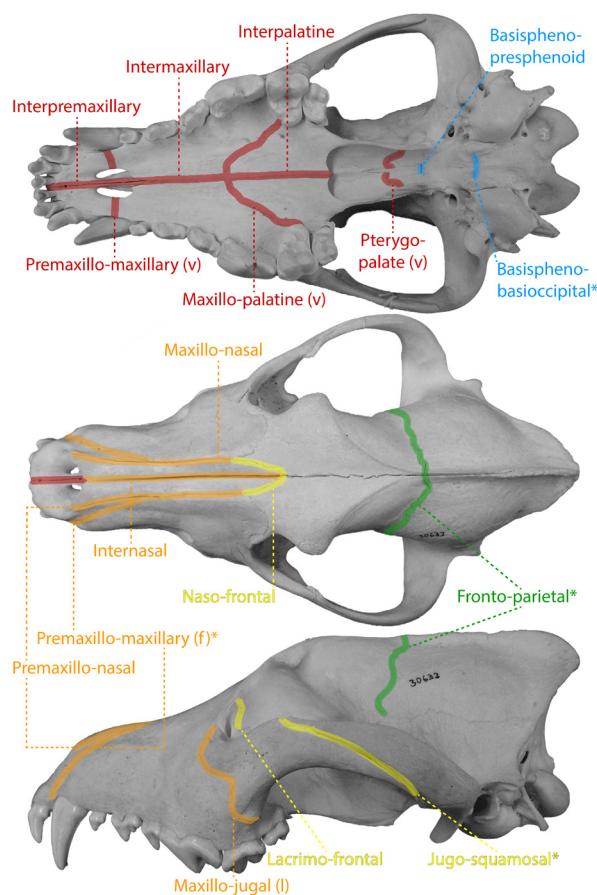 Interpalatine
Basispheno-
presphenoid
Intermaxillary
Interpremaxillary
Pterygo-
palate (v)
Premaxillo-maxillary (v)
Basispheno-
basioccipital*
Maxillo-palatine (v)
Maxillo-nasal
30632
Internasal
Naso-frontal
Fronto-parietal*
Premaxillo-maxillary (f)*
Premaxillo-nasal
30632
Lacrimo-frontal
Jugo-squamosal*
Maxillo-jugal (l)